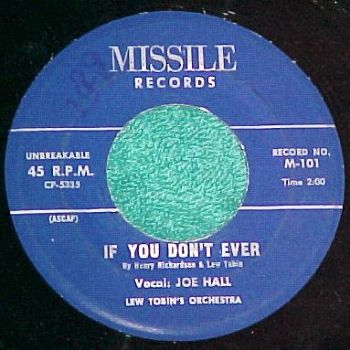 MISSILE
RECORDS
UNBREAKABLE
45 R.P.M.
CP-5335
RECORD NO.
M-101
Time 2:00
(ASCAP)
IF YOU DON'T EVER
By Henry Richardson & Lew Tobin
Vocal: JOE HALL
LEW TOBIN'S ORCHESTRA